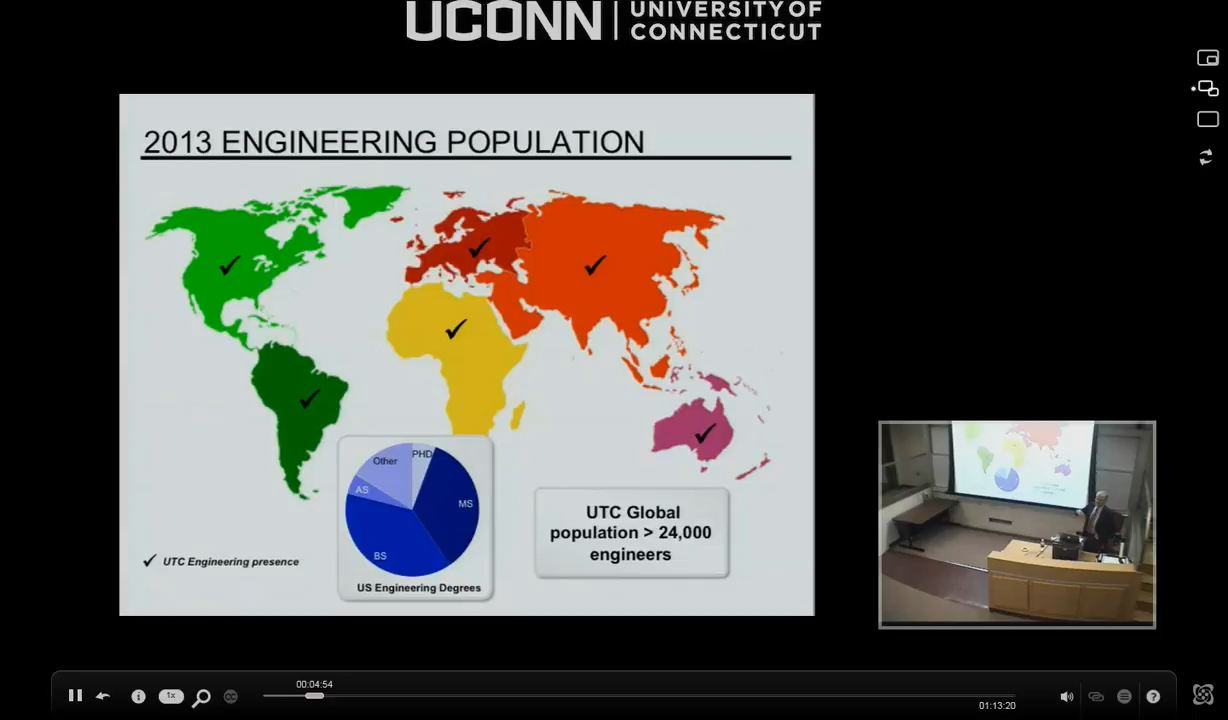 UCONN UNIVERSITY OF
CONNECTICUT
2013 ENGINEERING POPULATION
Other
PHD
AS
MS
BS
US Engineering Degrees
UTC Global
population > 24,000
engineers
✓ UTC Engineering presence
00:04:54
1x
CC
01:13:20